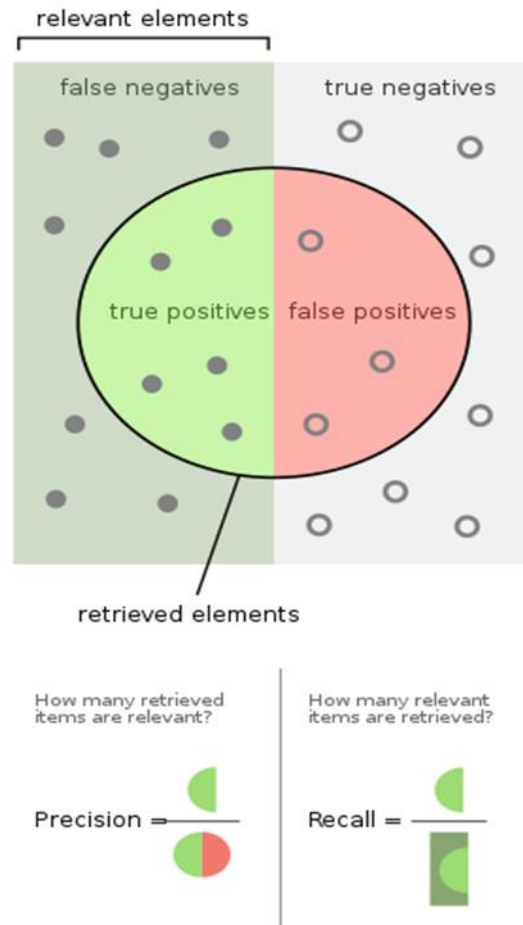 relevant elements
false negatives
true negatives
true positives
false positives
retrieved elements
How many retrieved
items are relevant?
Precision =
How many relevant
items are retrieved?
Recall =